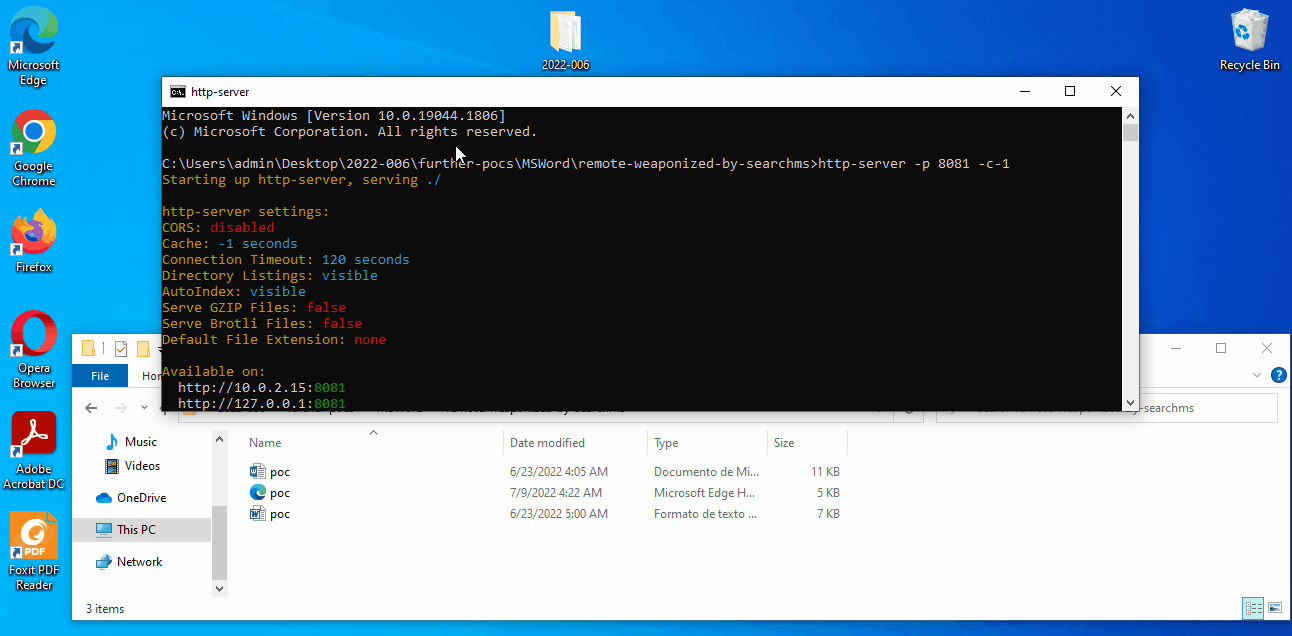 Microsoft
Edge
Google
Chrome
Firefox
Opera
Browser
Adobe
Acrobat DC
PDF
Foxit PDF
Reader
2022-006
Recycle Bin
http-server
Microsoft Windows [Version 10.0.19044.1806]
(c) Microsoft Corporation. All rights reserved.
C:\Users\admin\Desktop\2022-006\further-pocs\MSWord\remote-weaponized-by-searchms>http-server -p 8081 -c-1
Starting up http-server, serving ./
http-server settings:
CORS: disabled
Cache: -1 seconds
Connection Timeout: 120 seconds
Directory Listings: visible
AutoIndex: visible
Serve GZIP Files: false
Serve Brotli Files: false
Default File Extension: none
Available on:
http://10.0.2.15:8081
http://127.0.0.1:8081
File Hom
y-searchms
Music
Videos
OneDrive
This PC
Network
Name Date modified Type Size
poc 6/23/2022 4:05 AM Documento de Mi... 11 KB
poc 7/9/2022 4:22 AM Microsoft Edge H... 5 KB
poc 6/23/2022 5:00 AM Formato de texto ... 7 KB
3 items